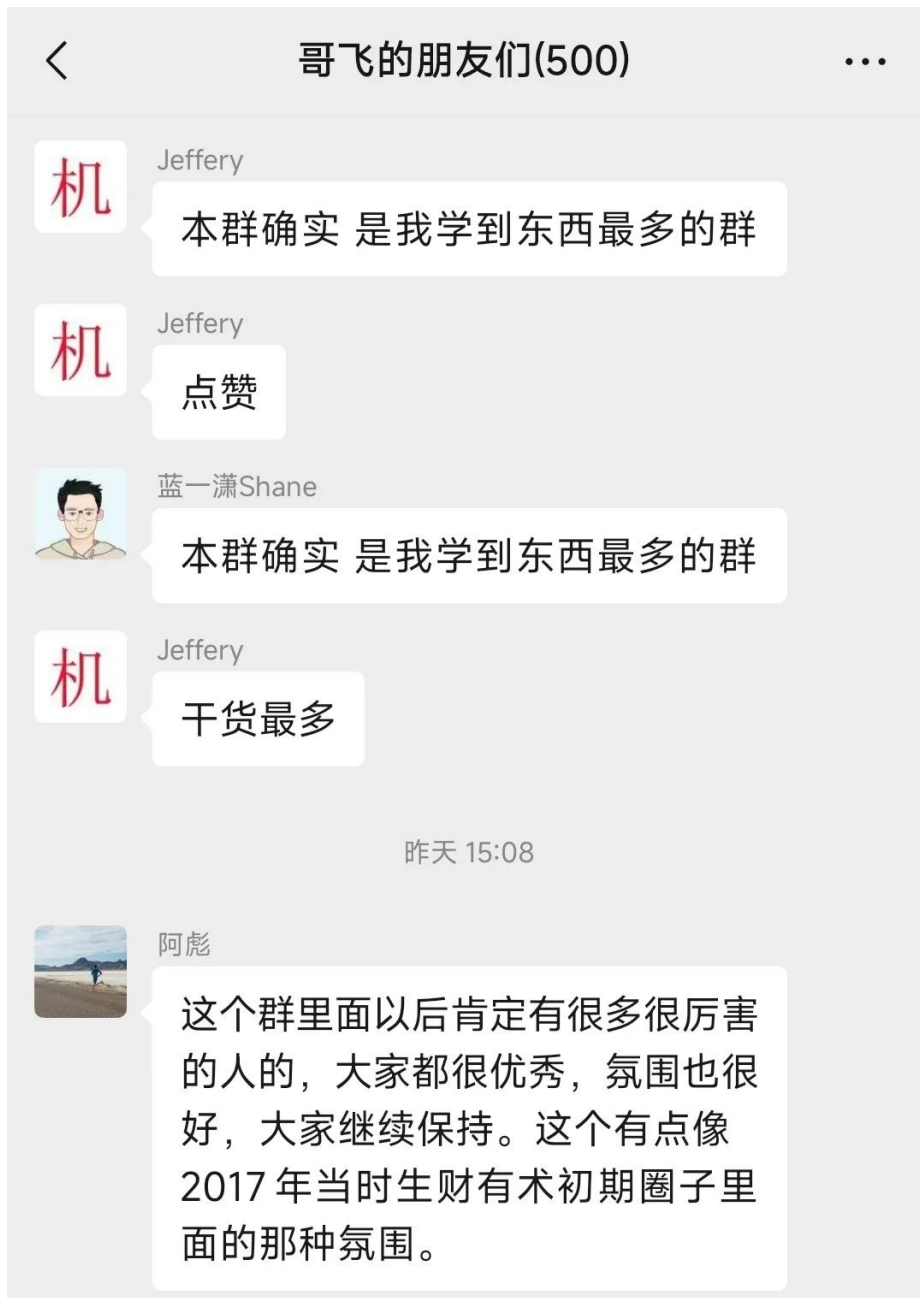 哥飞的朋友们(500)
Jeffery
机
本群确实 是我学到东西最多的群
Jeffery
机
点赞
蓝一潇Shane
本群确实 是我学到东西最多的群
Jeffery
机
干货最多
昨天 15:08
阿彪
这个群里面以后肯定有很多很厉害
的人的，大家都很优秀，氛围也很
好，大家继续保持。这个有点像
2017 年当时生财有术初期圈子里
面的那种氛围。